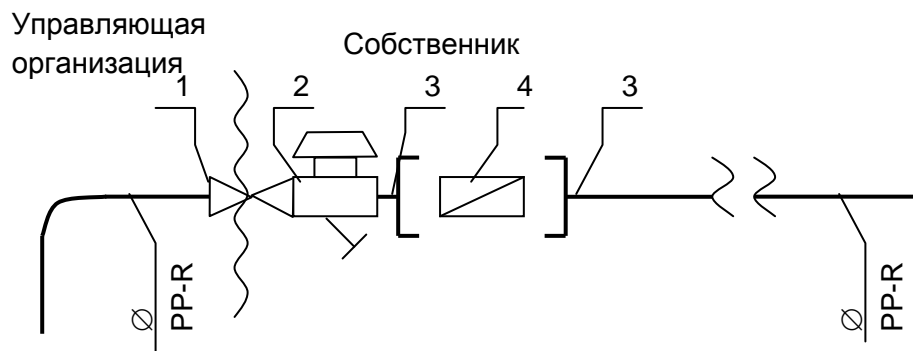 Управляющая
организация
Собственник
1
2
3
4
3
∅
PP-R
∅
PP-R